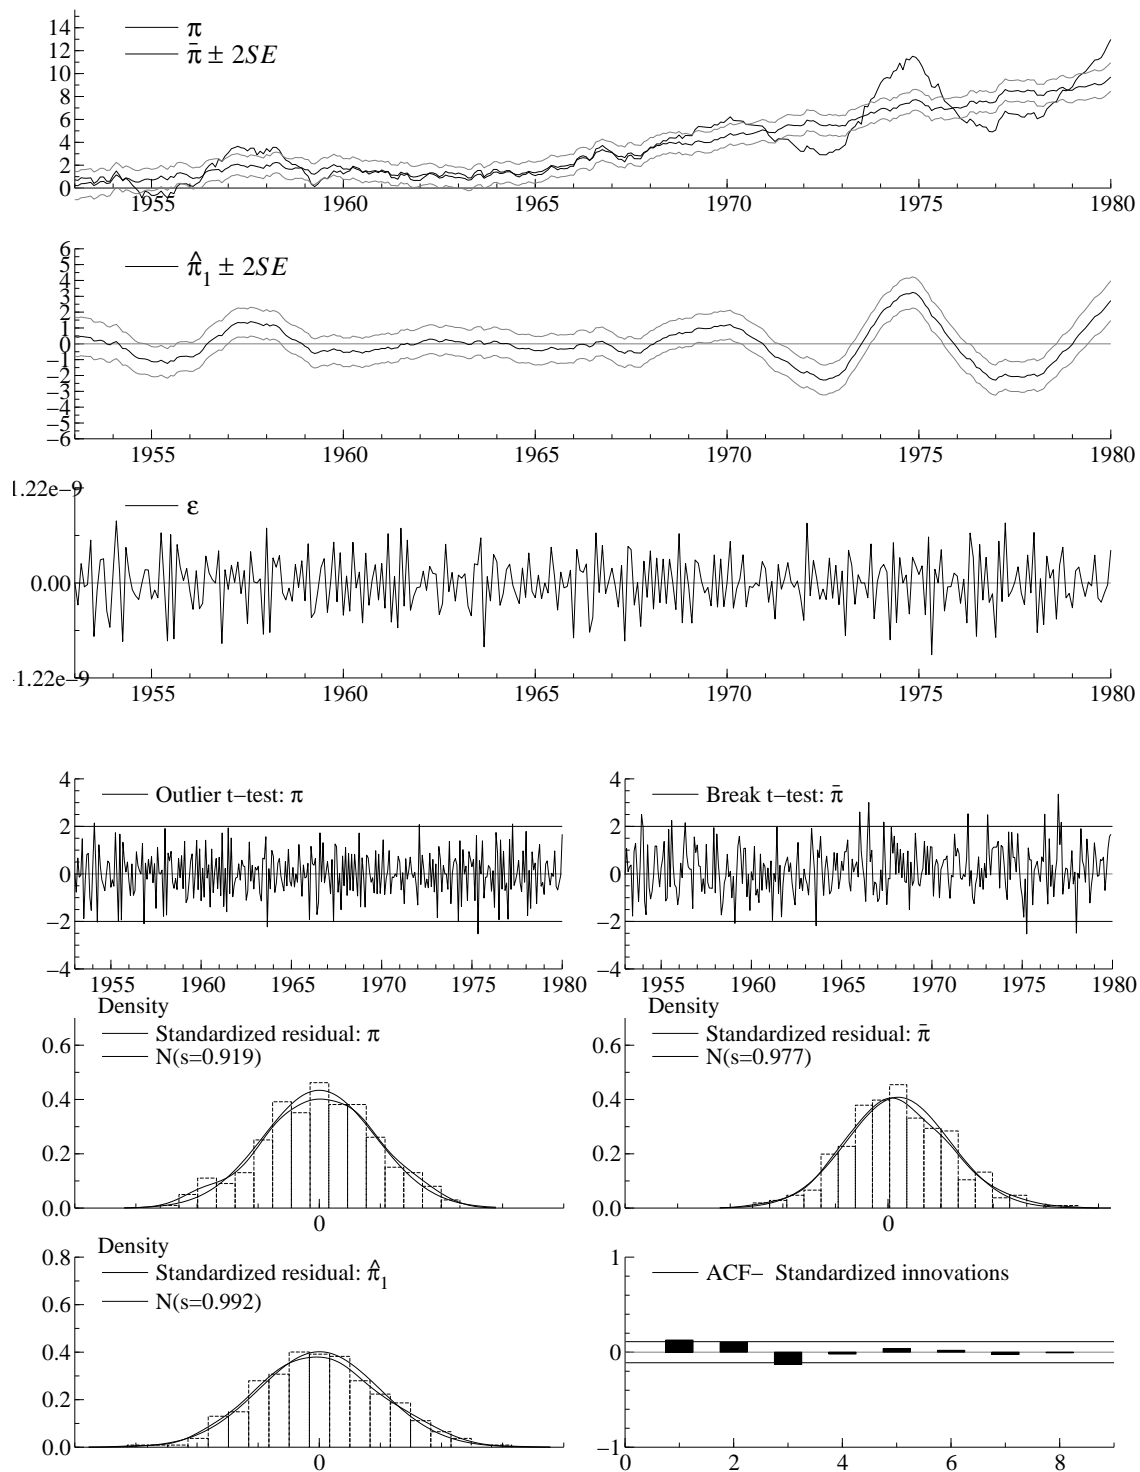 14
12
10
8
6
4
2
0
π
π̄ ± 2SE
1955 1960 1965 1970 1975 1980
6
5
4
3
2
1
0
−1
−2
−3
−4
−5
−6
π̂₁ ± 2SE
1955 1960 1965 1970 1975 1980
1.22e−9
0.00
-1.22e−9
ε
1955 1960 1965 1970 1975 1980
4
2
0
−2
−4
Outlier t−test: π
1955 1960 1965 1970 1975 1980
4
2
0
−2
−4
Break t−test: π̄
1955 1960 1965 1970 1975 1980
Density
0.6
0.4
0.2
0.0
Standardized residual: π
N(s=0.919)
0
Density
0.6
0.4
0.2
0.0
Standardized residual: π̄
N(s=0.977)
0
Density
0.8
0.6
0.4
0.2
0.0
Standardized residual: π̂₁
N(s=0.992)
0
1
0
−1
ACF− Standardized innovations
0 2 4 6 8